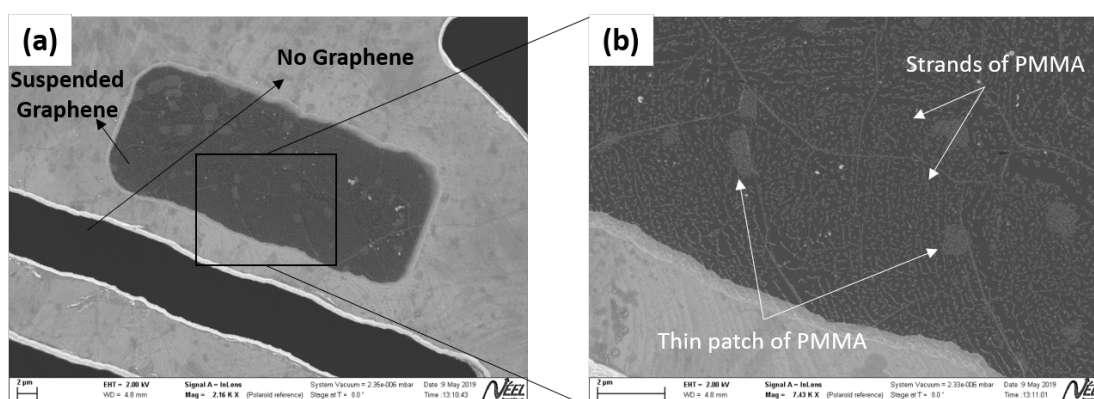 (a)
No Graphene
Suspended
Graphene
2 µm
EHT = 2.00 kV
WD = 4.8 mm
Signal A = InLens
Mag = 2.16 K X (Polaroid reference)
System Vacuum = 2.35e-006 mbar
Stage at T = 0.0 °
Date :9 May 2019
Time :13:10:43
NÉEL
(b)
Strands of PMMA
Thin patch of PMMA
2 µm
EHT = 2.00 kV
WD = 4.8 mm
Signal A = InLens
Mag = 7.43 K X (Polaroid reference)
System Vacuum = 2.33e-006 mbar
Stage at T = 0.0 °
Date :9 May 2019
Time :13:11:01
NÉEL